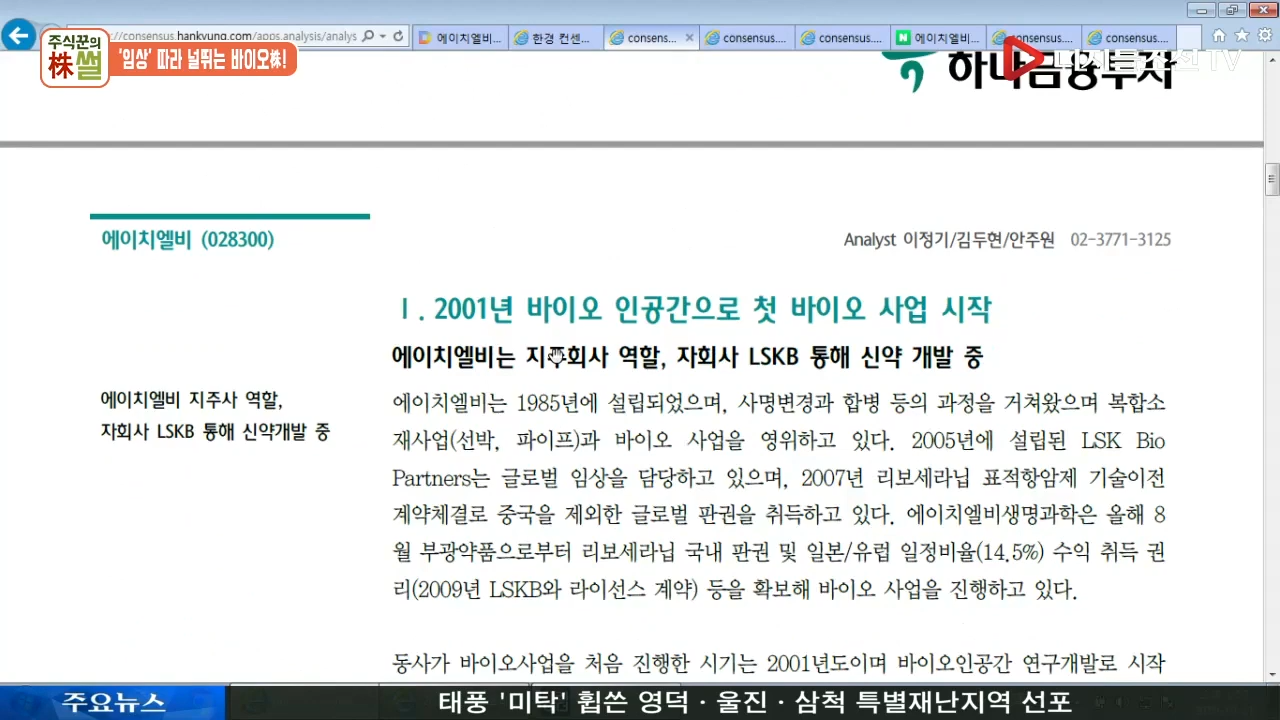 ://consensus.hankyung.com/apps.analysis/analys
에이치엘비...
한경 컨센...
consens...
consensus....
consensus....
에이치엘비...
consensus....
consensus....
주식꾼의
株썰
'임상' 따라 널뛰는 바이오株!
하나금융투자
에이치엘비 (028300)
Analyst 이정기/김두현/안주원 02-3771-3125
Ⅰ. 2001년 바이오 인공간으로 첫 바이오 사업 시작
에이치엘비는 지주회사 역할, 자회사 LSKB 통해 신약 개발 중
에이치엘비 지주사 역할,
자회사 LSKB 통해 신약개발 중
에이치엘비는 1985년에 설립되었으며, 사명변경과 합병 등의 과정을 거쳐왔으며 복합소
재사업(선박, 파이프)과 바이오 사업을 영위하고 있다. 2005년에 설립된 LSK Bio
Partners는 글로벌 임상을 담당하고 있으며, 2007년 리보세라닙 표적항암제 기술이전
계약체결로 중국을 제외한 글로벌 판권을 취득하고 있다. 에이치엘비생명과학은 올해 8
월 부광약품으로부터 리보세라닙 국내 판권 및 일본/유럽 일정비율(14.5%) 수익 취득 권
리(2009년 LSKB와 라이선스 계약) 등을 확보해 바이오 사업을 진행하고 있다.
동사가 바이오사업을 처음 진행한 시기는 2001년도이며 바이오인공간 연구개발로 시작
주요뉴스
태풍 '미탁' 휩쓴 영덕·울진·삼척 특별재난지역 선포